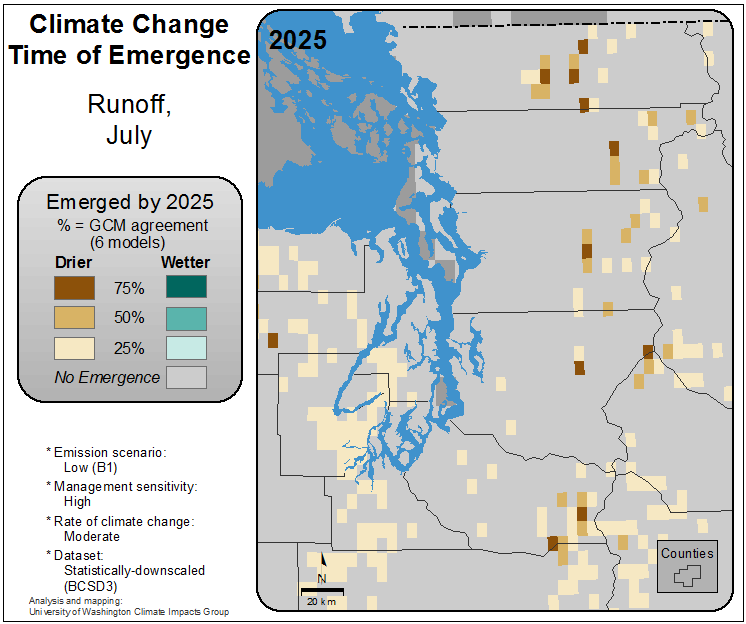 Climate Change
Time of Emergence
Runoff,
July
Emerged by 2025
% = GCM agreement
(6 models)
Drier Wetter
75%
50%
25%
No Emergence
* Emission scenario:
Low (B1)
* Management sensitivity:
High
* Rate of climate change:
Moderate
* Dataset:
Statistically-downscaled
(BCSD3)
Analysis and mapping:
University of Washington Climate Impacts Group
2025
N
20 km
Counties